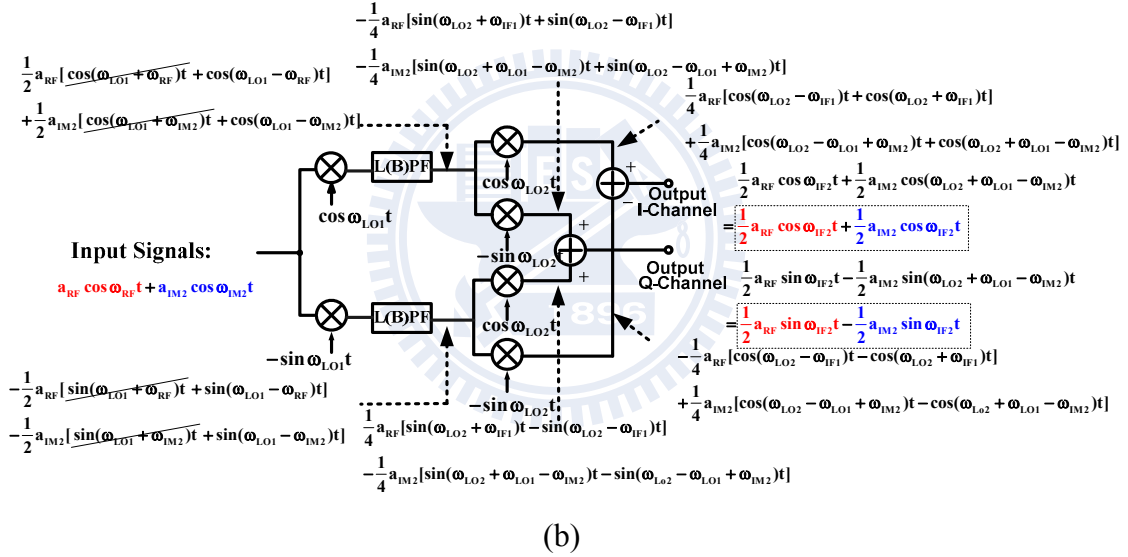 -1/4 a_RF[sin(ω_LO2 + ω_IF1)t + sin(ω_LO2 − ω_IF1)t]
-1/4 a_IM2[sin(ω_LO2 + ω_LO1 − ω_IM2)t + sin(ω_LO2 − ω_LO1 + ω_IM2)t]
1/2 a_RF[cos(ω_LO1 + ω_RF)t + cos(ω_LO1 − ω_RF)t]
+1/2 a_IM2[cos(ω_LO1 + ω_IM2)t + cos(ω_LO1 − ω_IM2)t]
1/4 a_RF[cos(ω_LO2 − ω_IF1)t + cos(ω_LO2 + ω_IF1)t]
+1/4 a_IM2[cos(ω_LO2 − ω_LO1 + ω_IM2)t + cos(ω_LO2 + ω_LO1 − ω_IM2)t]
L(B)PF
cos ω_LO1 t
cos ω_LO2 t
−sin ω_LO2 t
+
−
+
+
Output
I-Channel
Output
Q-Channel
1/2 a_RF cos ω_IF2 t + 1/2 a_IM2 cos(ω_LO2 + ω_LO1 − ω_IM2)t
= 1/2 a_RF cos ω_IF2 t + 1/2 a_IM2 cos ω_IF2 t
1/2 a_RF sin ω_IF2 t − 1/2 a_IM2 sin(ω_LO2 + ω_LO1 − ω_IM2)t
= 1/2 a_RF sin ω_IF2 t − 1/2 a_IM2 sin ω_IF2 t
Input Signals:
a_RF cos ω_RF t + a_IM2 cos ω_IM2 t
L(B)PF
−sin ω_LO1 t
cos ω_LO2 t
−sin ω_LO2 t
896
-1/4 a_RF[cos(ω_LO2 − ω_IF1)t − cos(ω_LO2 + ω_IF1)t]
+1/4 a_IM2[cos(ω_LO2 − ω_LO1 + ω_IM2)t − cos(ω_Lo2 + ω_LO1 − ω_IM2)t]
-1/2 a_RF[sin(ω_LO1 + ω_RF)t + sin(ω_LO1 − ω_RF)t]
-1/2 a_IM2[sin(ω_LO1 + ω_IM2)t + sin(ω_LO1 − ω_IM2)t]
1/4 a_RF[sin(ω_LO2 + ω_IF1)t − sin(ω_LO2 − ω_IF1)t]
-1/4 a_IM2[sin(ω_LO2 + ω_LO1 − ω_IM2)t − sin(ω_Lo2 − ω_LO1 + ω_IM2)t]
(b)